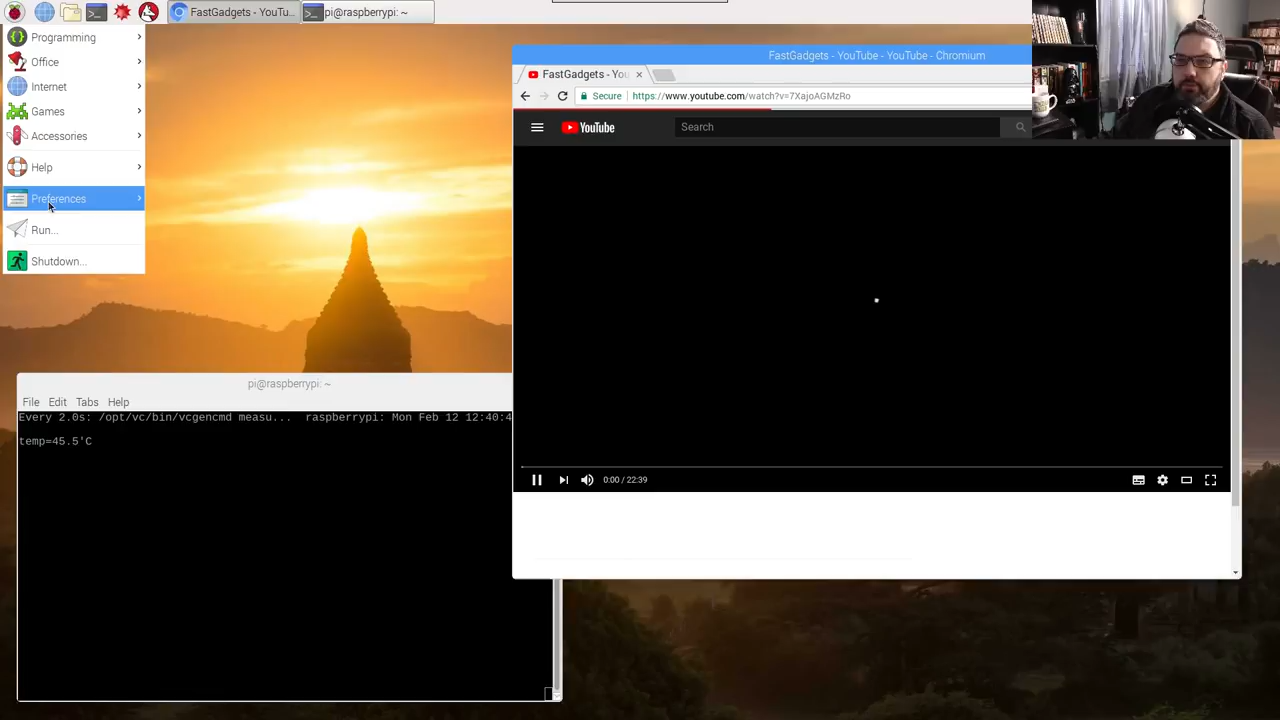 FastGadgets - YouTu...
pi@raspberrypi: ~
Programming
Office
Internet
Games
Accessories
Help
Preferences
Run...
Shutdown...
FastGadgets - YouTube - YouTube - Chromium
FastGadgets - You
Secure
https://www.youtube.com/watch?v=7XajoAGMzRo
YouTube
Search
0:00 / 22:39
pi@raspberrypi: ~
File Edit Tabs Help
Every 2.0s: /opt/vc/bin/vcgencmd measu... raspberrypi: Mon Feb 12 12:40:4
temp=45.5'C